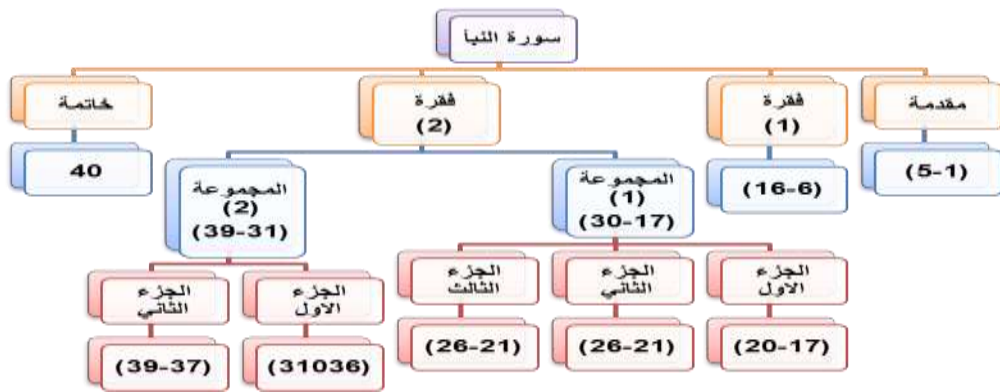 سورة النبأ
مقدمة
فقرة
(1)
فقرة
(2)
خاتمة
(5-1)
(16-6)
40
المجموعة
(1)
(30-17)
المجموعة
(2)
(39-31)
الجزء
الاول
الجزء
الثاني
الجزء
الثالث
الجزء
الاول
الجزء
الثاني
(20-17)
(26-21)
(26-21)
(31036)
(39-37)